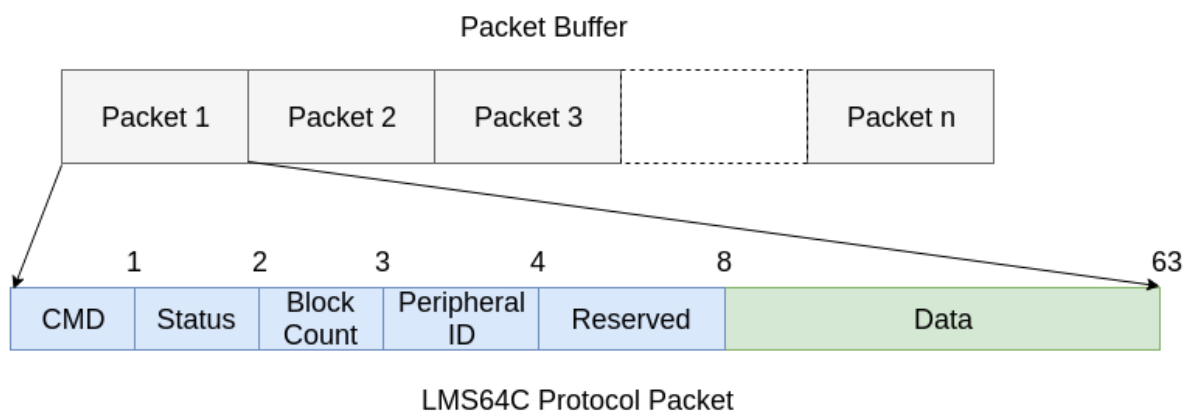 Packet Buffer
Packet 1 Packet 2 Packet 3 Packet n
1 2 3 4 8 63
CMD Status Block Count Peripheral ID Reserved Data
LMS64C Protocol Packet